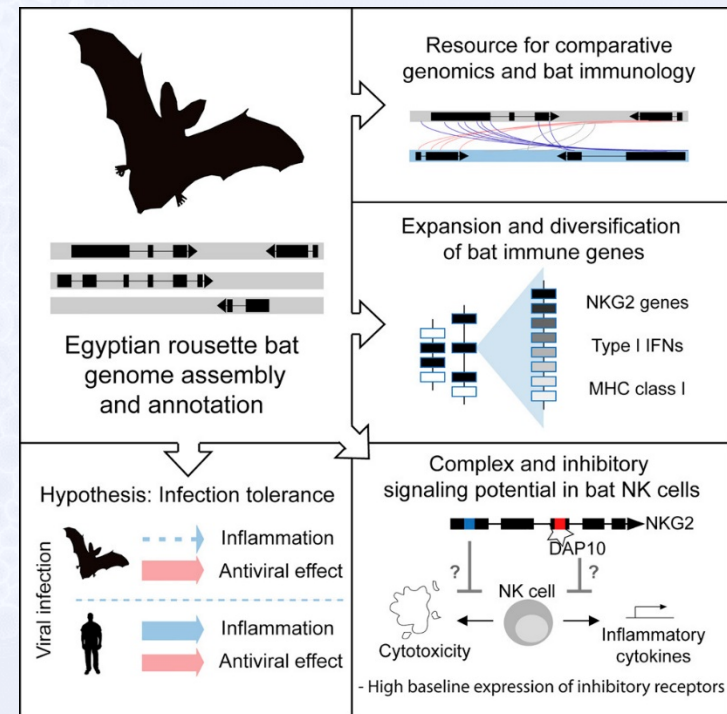 Egyptian rousette bat
genome assembly
and annotation
Resource for comparative
genomics and bat immunology
Expansion and diversification
of bat immune genes
NKG2 genes
Type I IFNs
MHC class I
Hypothesis: Infection tolerance
Viral infection
Inflammation
Antiviral effect
Inflammation
Antiviral effect
Complex and inhibitory
signaling potential in bat NK cells
NKG2
DAP10
? ?
NK cell
Cytotoxicity
Inflammatory
cytokines
- High baseline expression of inhibitory receptors